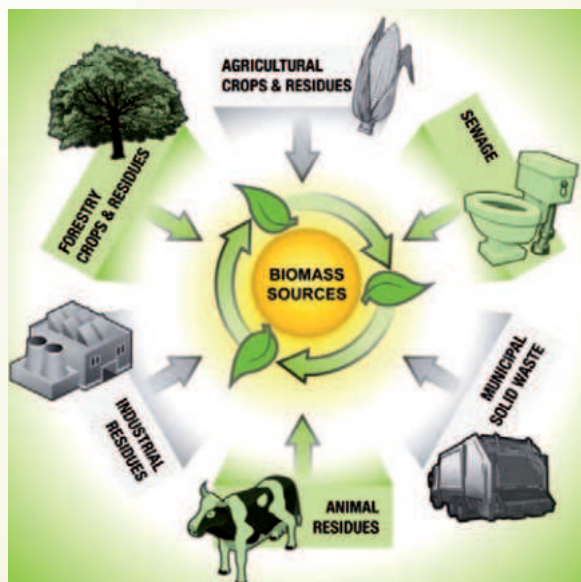 AGRICULTURAL
CROPS & RESIDUES
SEWAGE
FORESTRY
CROPS & RESIDUES
BIOMASS
SOURCES
MUNICIPAL
SOLID WASTE
INDUSTRIAL
RESIDUES
ANIMAL
RESIDUES